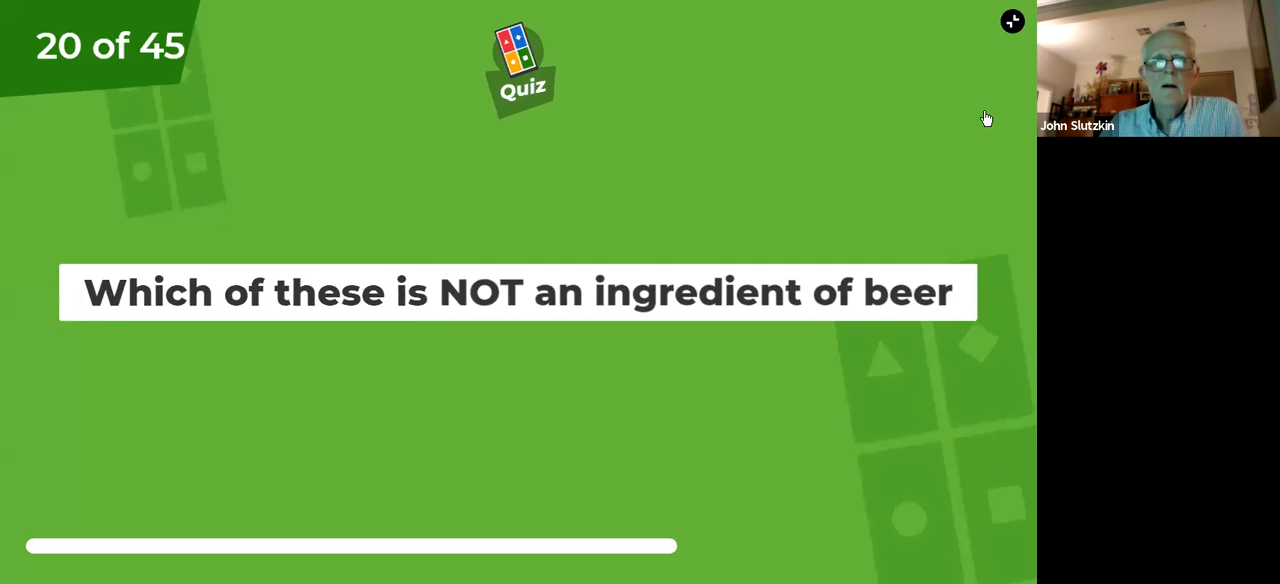 20 of 45
Quiz
John Slutzkin
Which of these is NOT an ingredient of beer